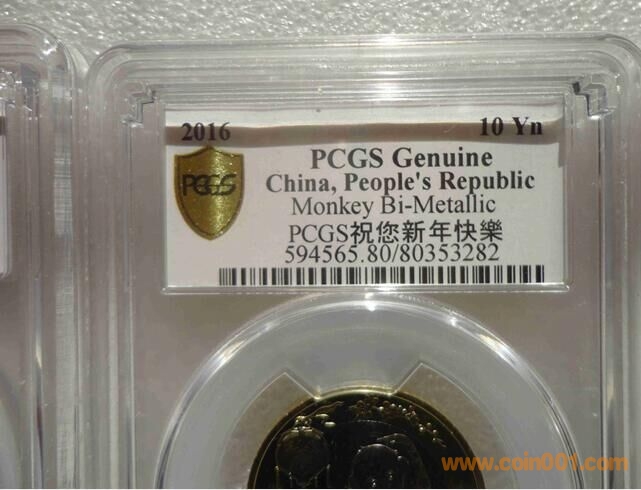 2016 10 Yn
PCGS Genuine
PCGS
China, People's Republic
Monkey Bi-Metallic
PCGS祝您新年快樂
594565.80/80353282
www.coin001.com